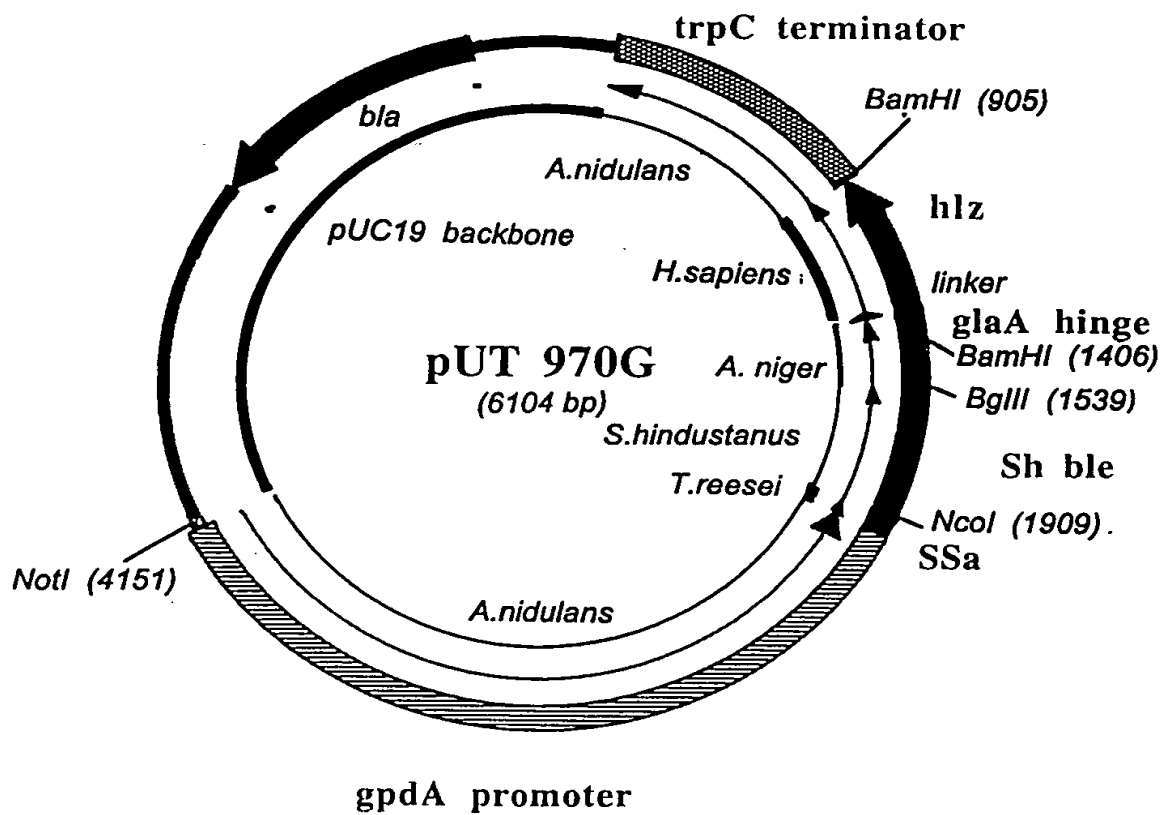 trpC terminator
BamHI (905)
bla
A.nidulans
hlz
pUC19 backbone
H.sapiens
linker
glaA hinge
pUT 970G
A. niger
BamHI (1406)
(6104 bp)
BglII (1539)
S.hindustanus
Sh ble
T.reesei
NcoI (1909) .
SSa
NotI (4151)
A.nidulans
gpdA promoter